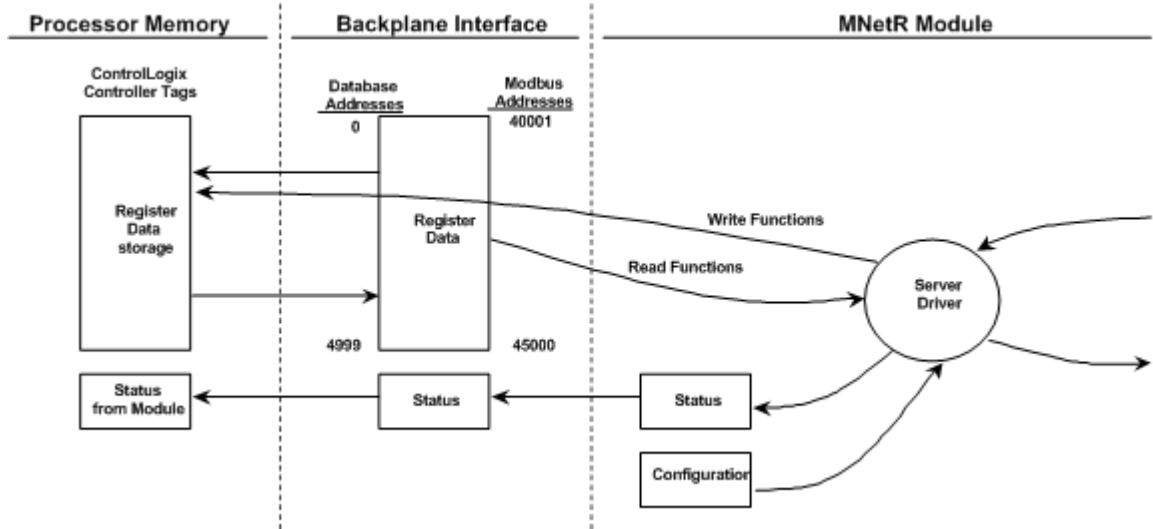 Processor Memory
Backplane Interface
MNetR Module
ControlLogix
Controller Tags
Database
Addresses
0
Modbus
Addresses
40001
Register
Data
storage
Register
Data
Write Functions
Read Functions
Server
Driver
4999
45000
Status
from Module
Status
Status
Configuration